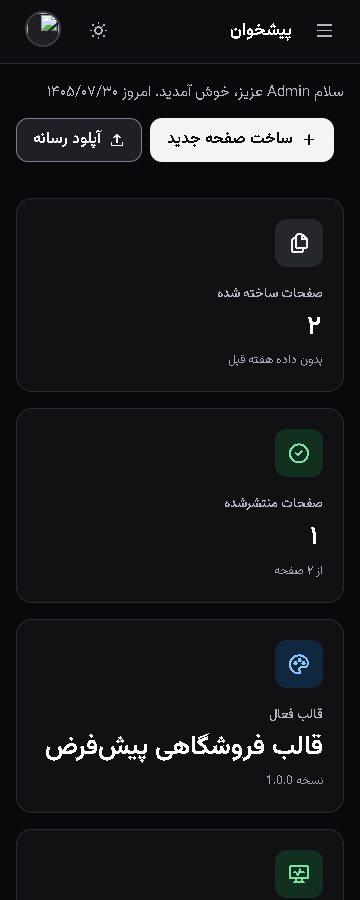 پیشخوان
سلام Admin عزیز، خوش آمدید. امروز ۱۴۰۵/۰۷/۳۰
ساخت صفحه جدید
آپلود رسانه
صفحات ساخته شده
۲
بدون داده هفته قبل
صفحات منتشرشده
۱
از ۲ صفحه
قالب فعال
قالب فروشگاهی پیش‌فرض
نسخه 1.0.0